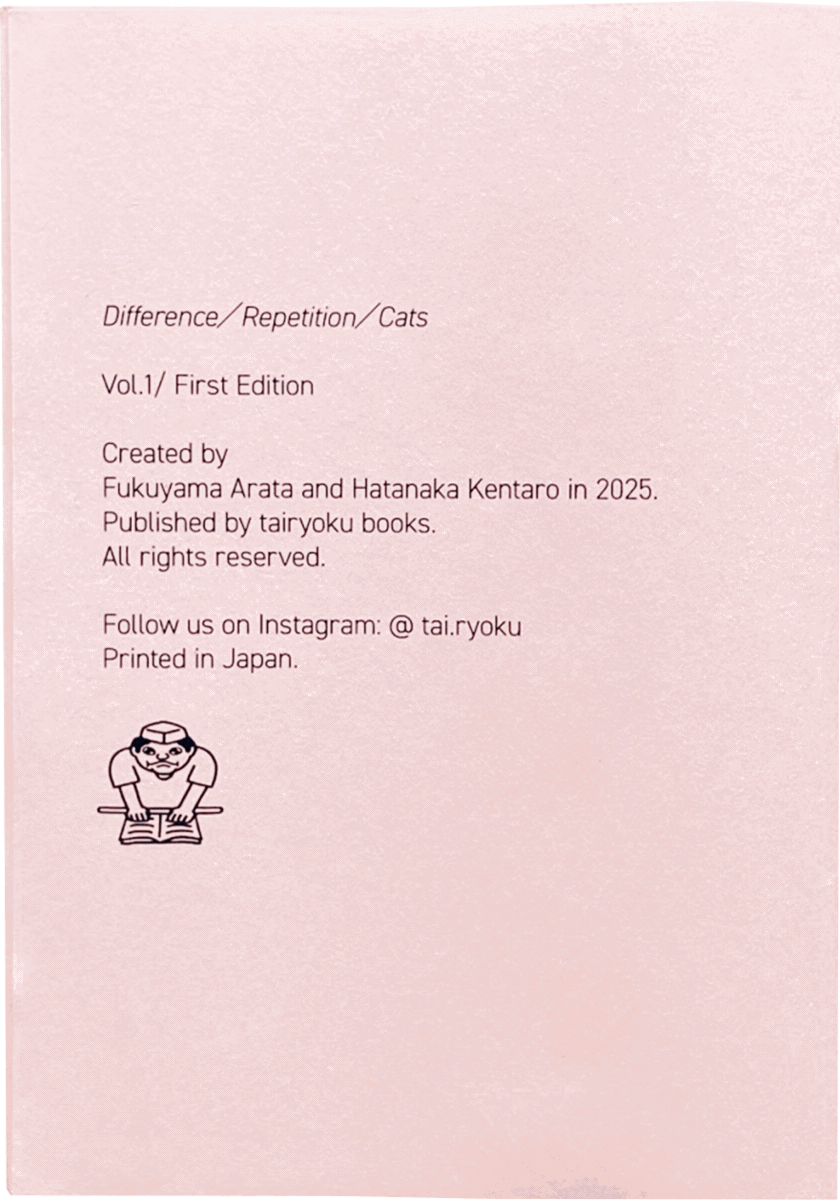 Difference／Repetition／Cats
Vol.1/ First Edition
Created by
Fukuyama Arata and Hatanaka Kentaro in 2025.
Published by tairyoku books.
All rights reserved.
Follow us on Instagram: @ tai.ryoku
Printed in Japan.